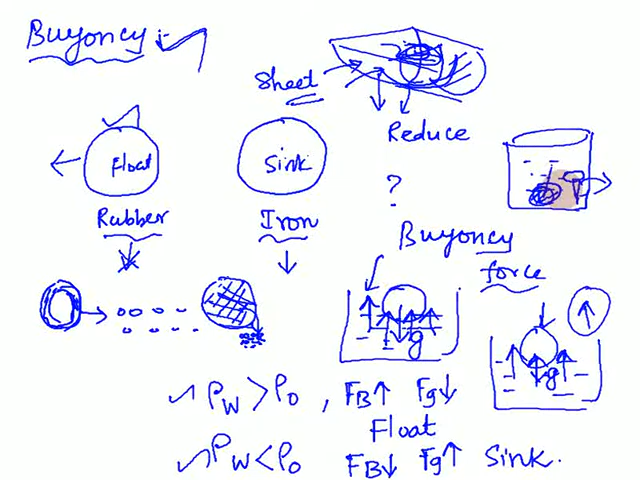 Buyoncy :-
Sheet
Reduce
Float
Sink
Rubber
Iron
?
Buyoncy
force
g
g
ρw > ρo , FB↑ Fg↓
Float
ρw < ρo FB↓ Fg↑ Sink.